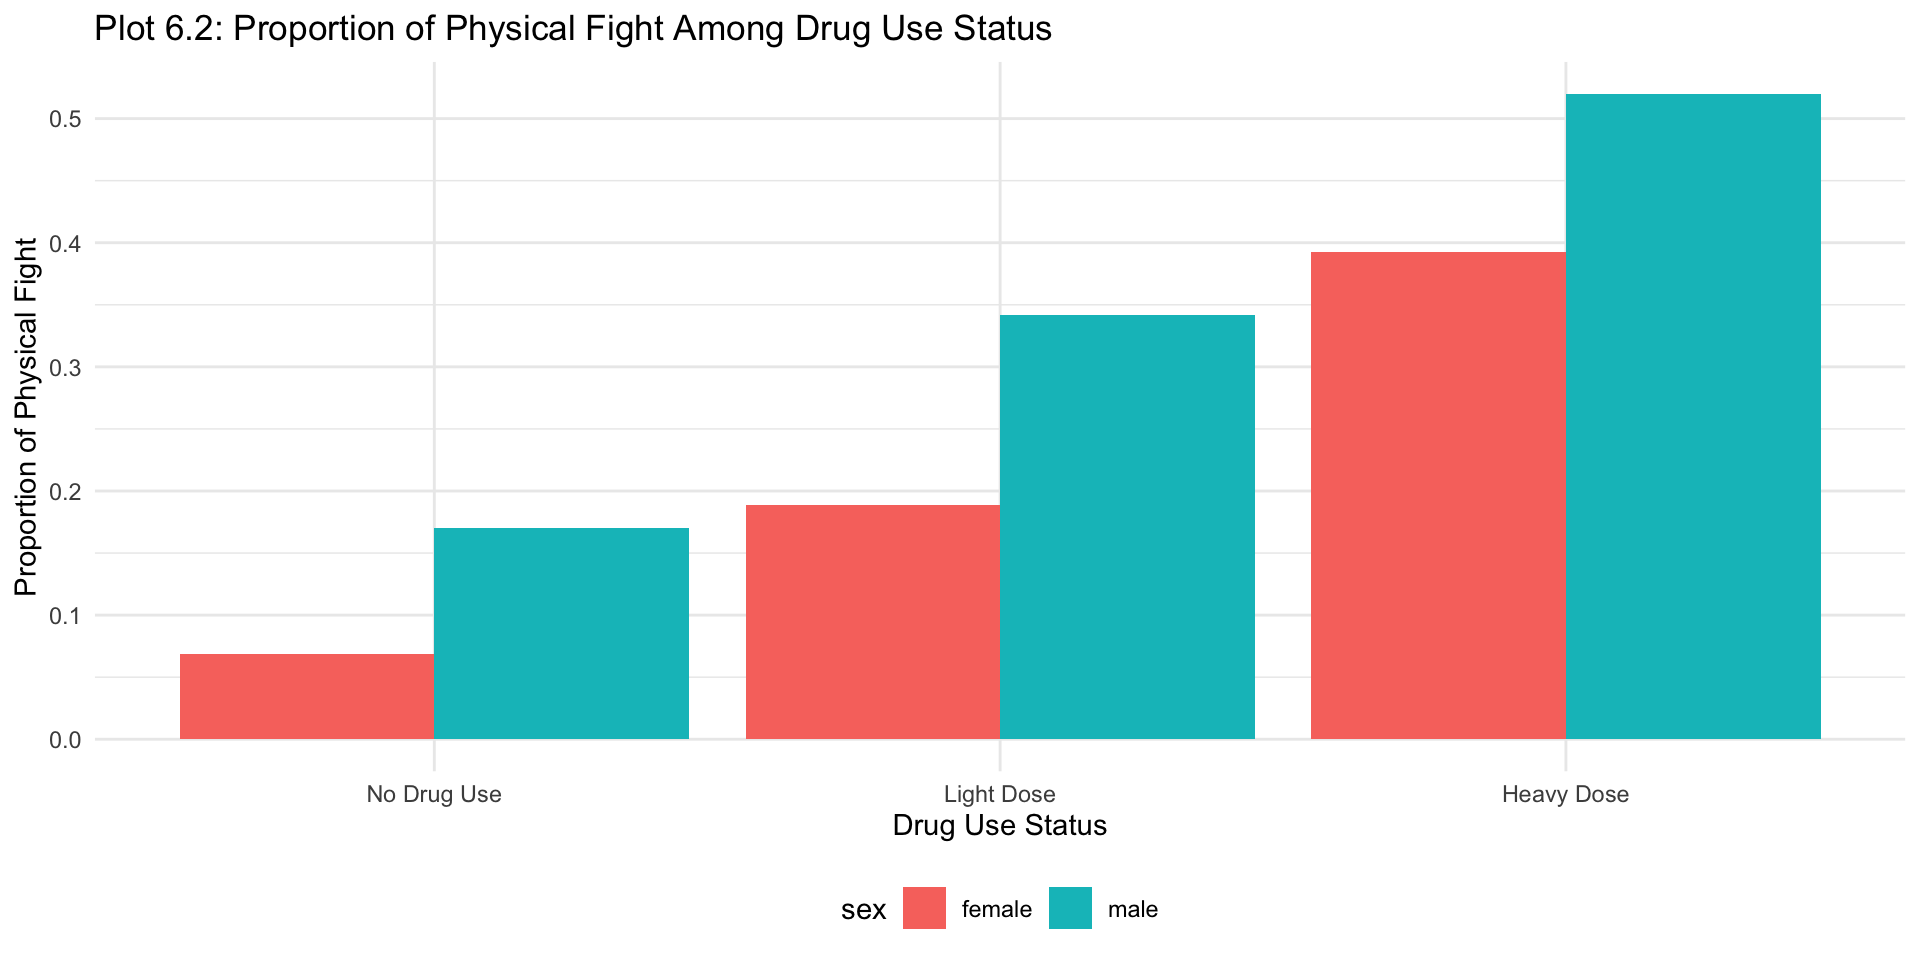 Plot 6.2: Proportion of Physical Fight Among Drug Use Status
Proportion of Physical Fight
0.5
0.4
0.3
0.2
0.1
0.0
No Drug Use Light Dose Heavy Dose
Drug Use Status
sex female male